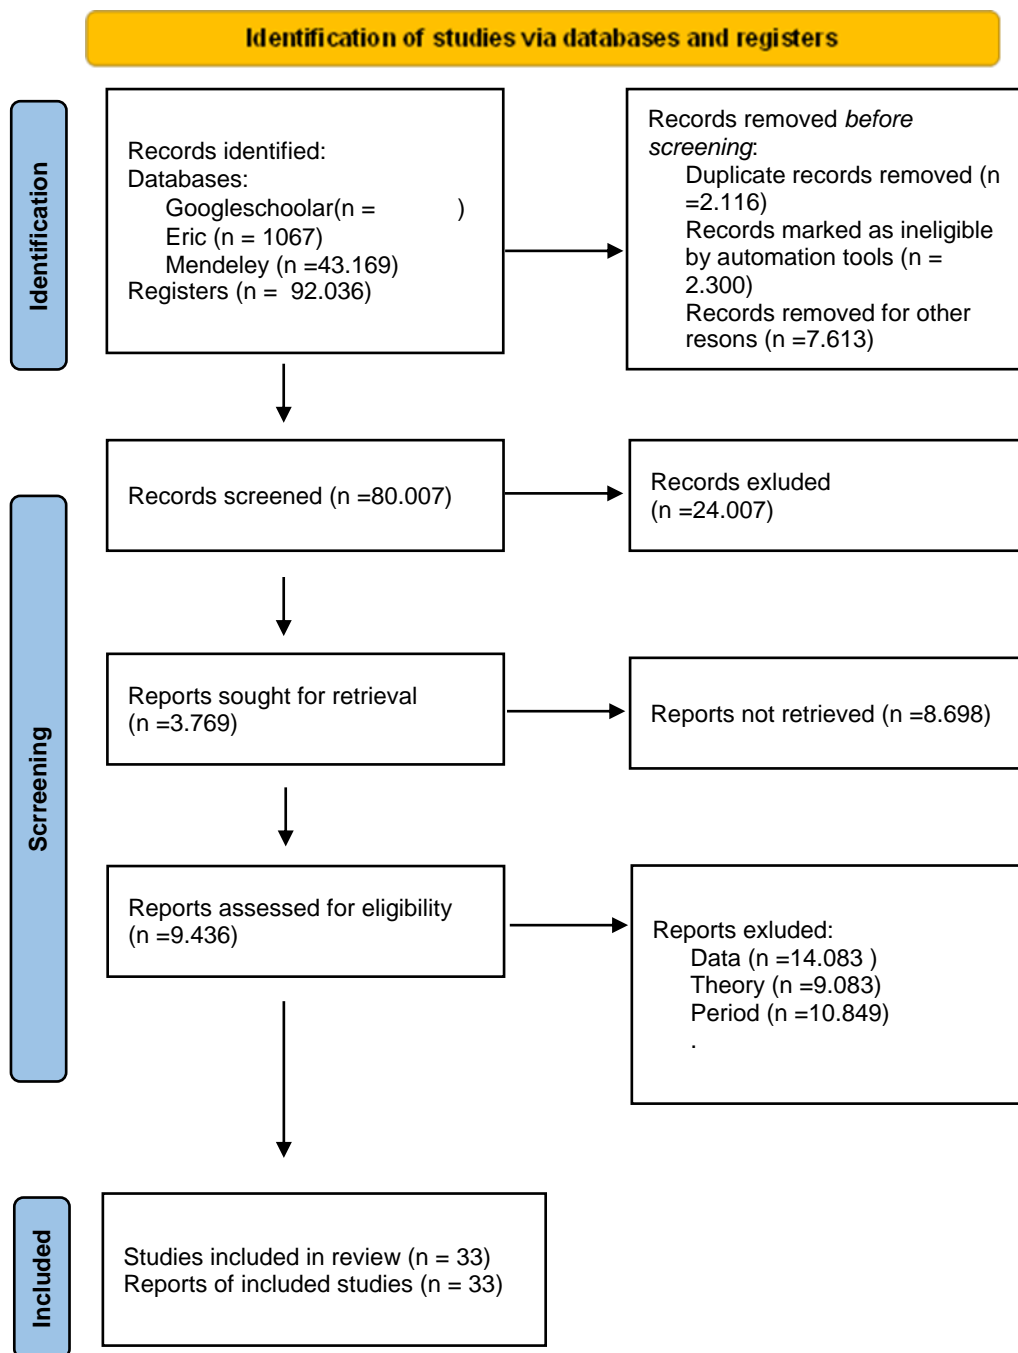 Identification of studies via databases and registers
Identification
Records identified:
Databases:
Googleschoolar(n =          )
Eric (n = 1067)
Mendeley (n =43.169)
Registers (n =  92.036)
Records removed before
screening:
Duplicate records removed (n
=2.116)
Records marked as ineligible
by automation tools (n =
2.300)
Records removed for other
resons (n =7.613)
Scrreening
Records screened (n =80.007)
Records exluded
(n =24.007)
Reports sought for retrieval
(n =3.769)
Reports not retrieved (n =8.698)
Reports assessed for eligibility
(n =9.436)
Reports exluded:
Data (n =14.083 )
Theory (n =9.083)
Period (n =10.849)
.
Included
Studies included in review (n = 33)
Reports of included studies (n = 33)